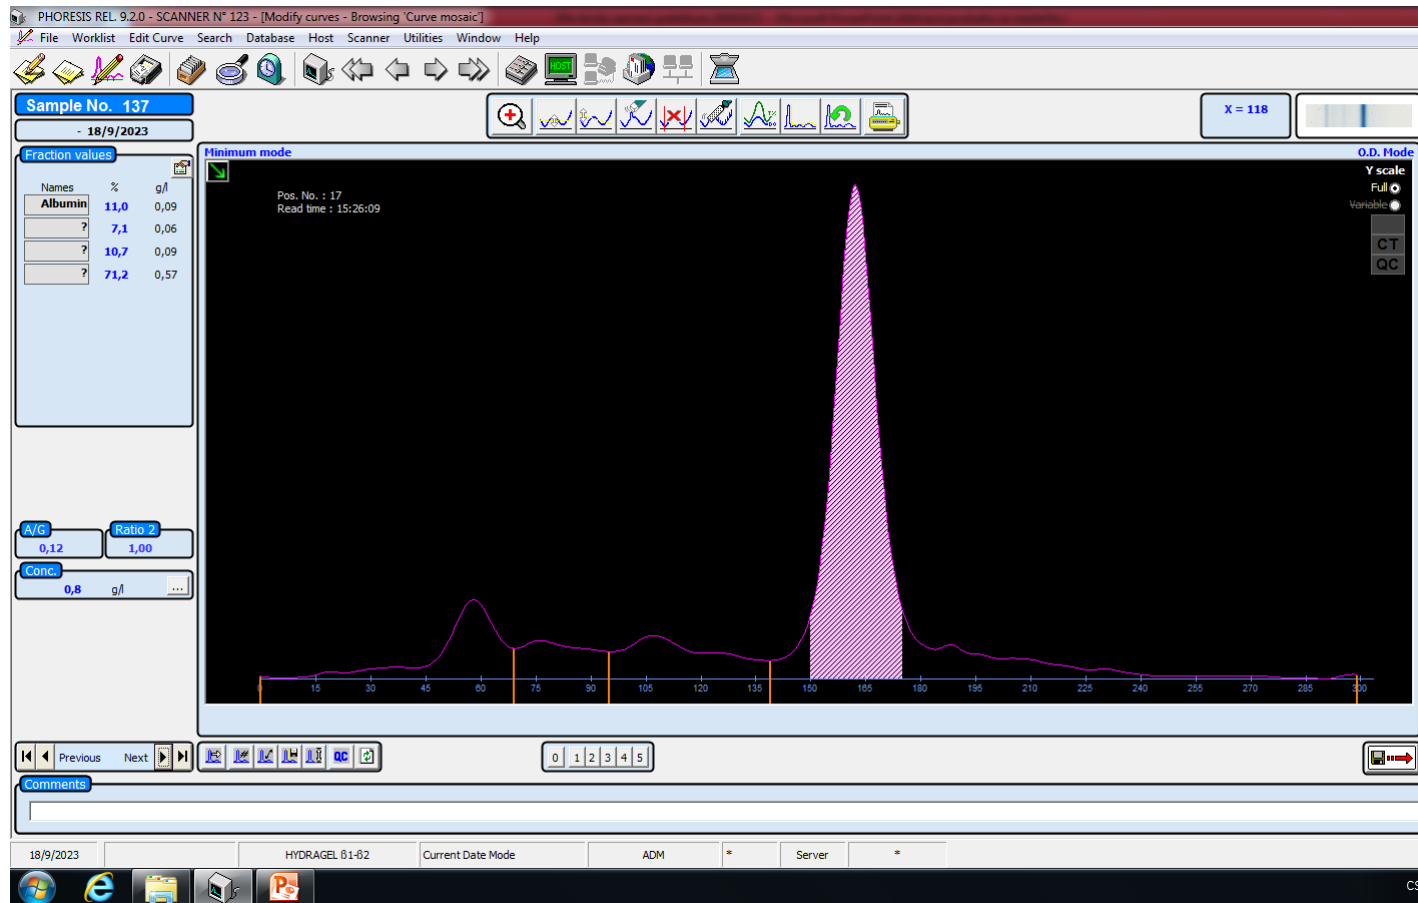 PHORESIS REL. 9.2.0 - SCANNER N° 123 - [Modify curves - Browsing 'Curve mosaic']
File Worklist Edit Curve Search Database Host Scanner Utilities Window Help
HOST
Sample No. 137
- 18/9/2023
X = 118
Fraction values
Names % g/l
Albumin 11,0 0,09
? 7,1 0,06
? 10,7 0,09
? 71,2 0,57
Minimum mode
O.D. Mode
Pos. No. : 17
Read time : 15:26:09
Y scale
Full
Variable
CT
QC
0 15 30 45 60 75 90 105 120 135 150 165 180 195 210 225 240 255 270 285 300
A/G
0,12
Ratio 2
1,00
Conc.
0,8 g/l ...
Previous Next
QC
0 1 2 3 4 5
Comments
18/9/2023 HYDRAGEL ß1-ß2 Current Date Mode ADM * Server *
CS